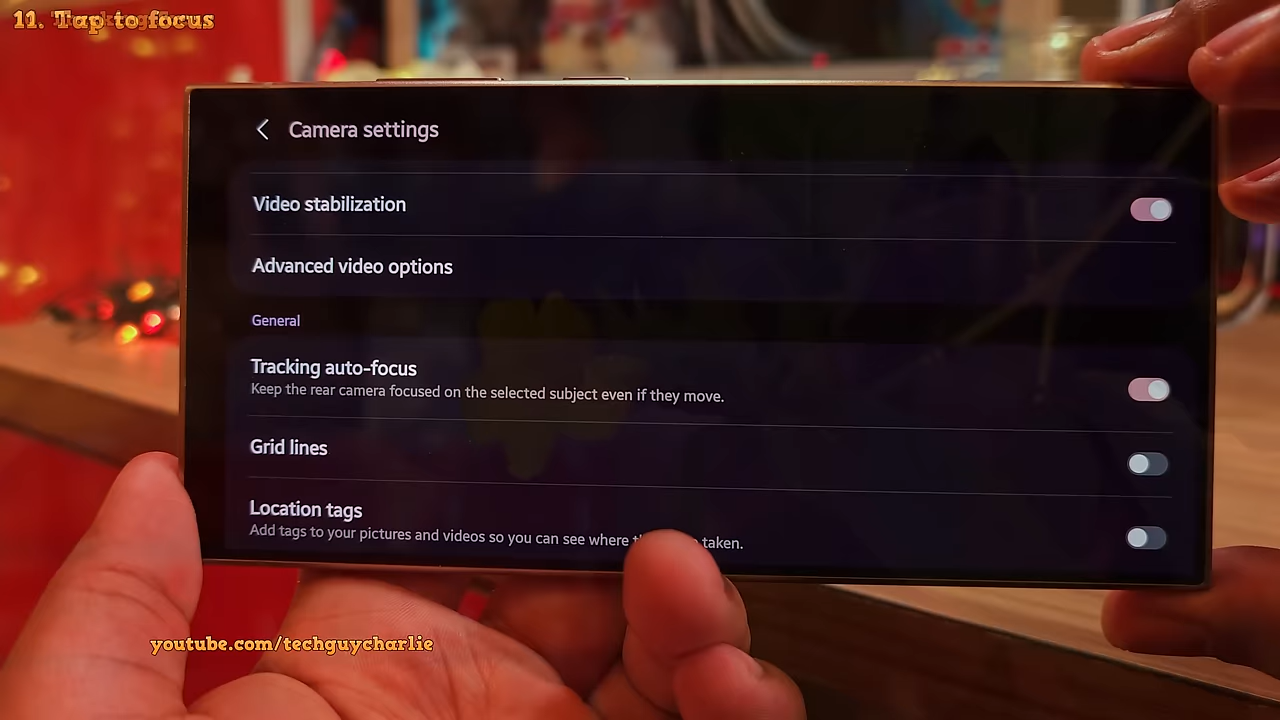 11. Tap to focus
Camera settings
Video stabilization
Advanced video options
General
Tracking auto-focus
Keep the rear camera focused on the selected subject even if they move.
Grid lines
Location tags
Add tags to your pictures and videos so you can see where taken.
youtube.com/techguycharlie